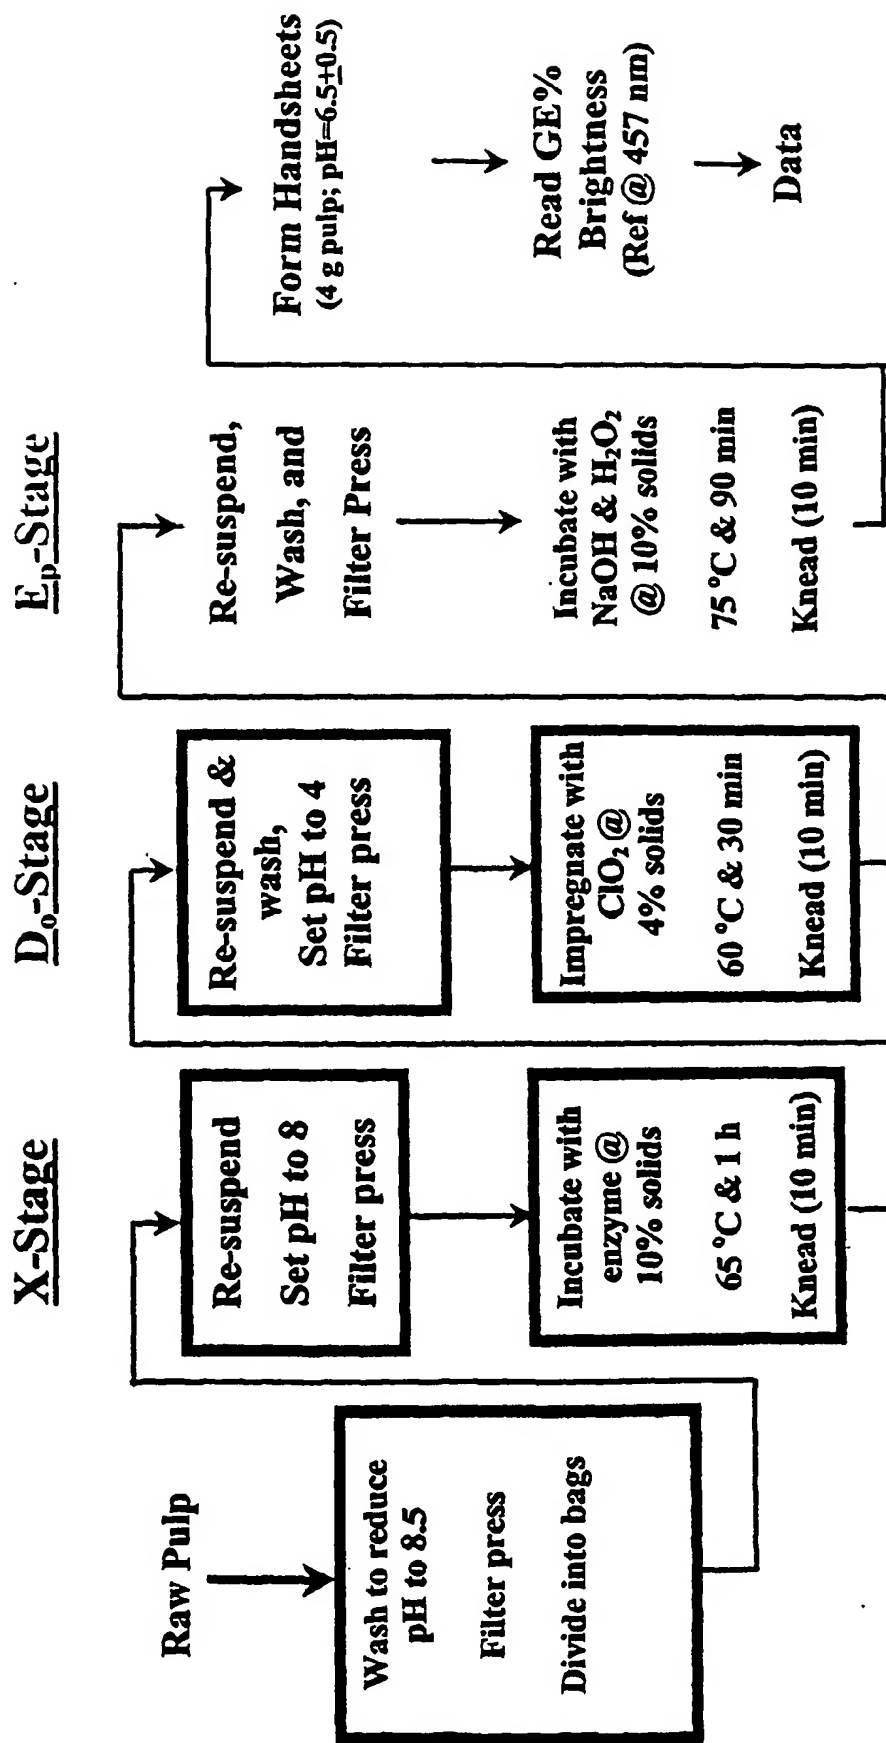 Raw Pulp
Wash to reduce
pH to 8.5
Filter press
Divide into bags
X-Stage
Re-suspend
Set pH to 8
Filter press
Incubate with
enzyme @
10% solids
65 °C & 1 h
Knead (10 min)
D₀-Stage
Re-suspend &
wash,
Set pH to 4
Filter press
Impregnate with
ClO₂ @
4% solids
60 °C & 30 min
Knead (10 min)
Eₚ-Stage
Re-suspend,
Wash, and
Filter Press
Incubate with
NaOH & H₂O₂
@ 10% solids
75 °C & 90 min
Knead (10 min)
Form Handsheets
(4 g pulp; pH=6.5±0.5)
Read GE%
Brightness
(Ref @ 457 nm)
Data